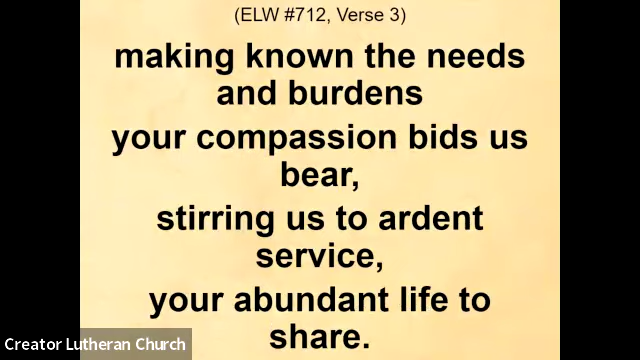 (ELW #712, Verse 3)
making known the needs
and burdens
your compassion bids us
bear,
stirring us to ardent
service,
your abundant life to
share.
Creator Lutheran Church